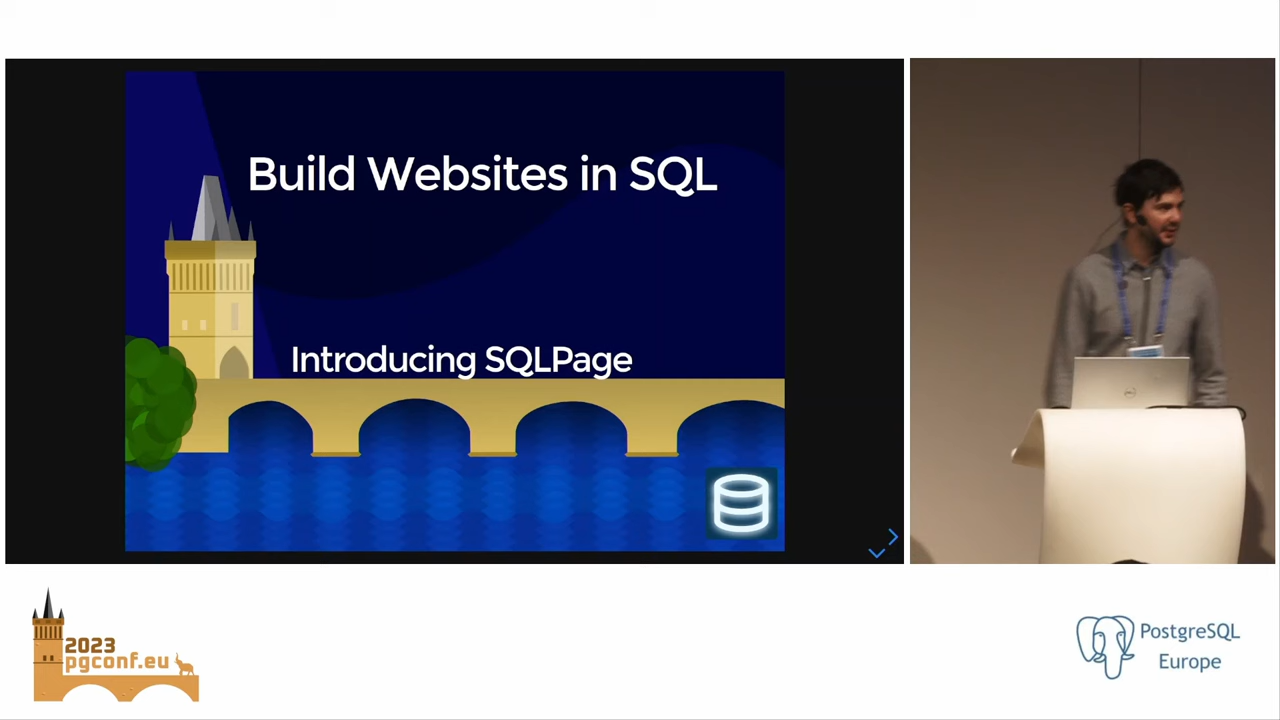 Build Websites in SQL
Introducing SQLPage
2023
pgconf.eu
PostgreSQL
Europe